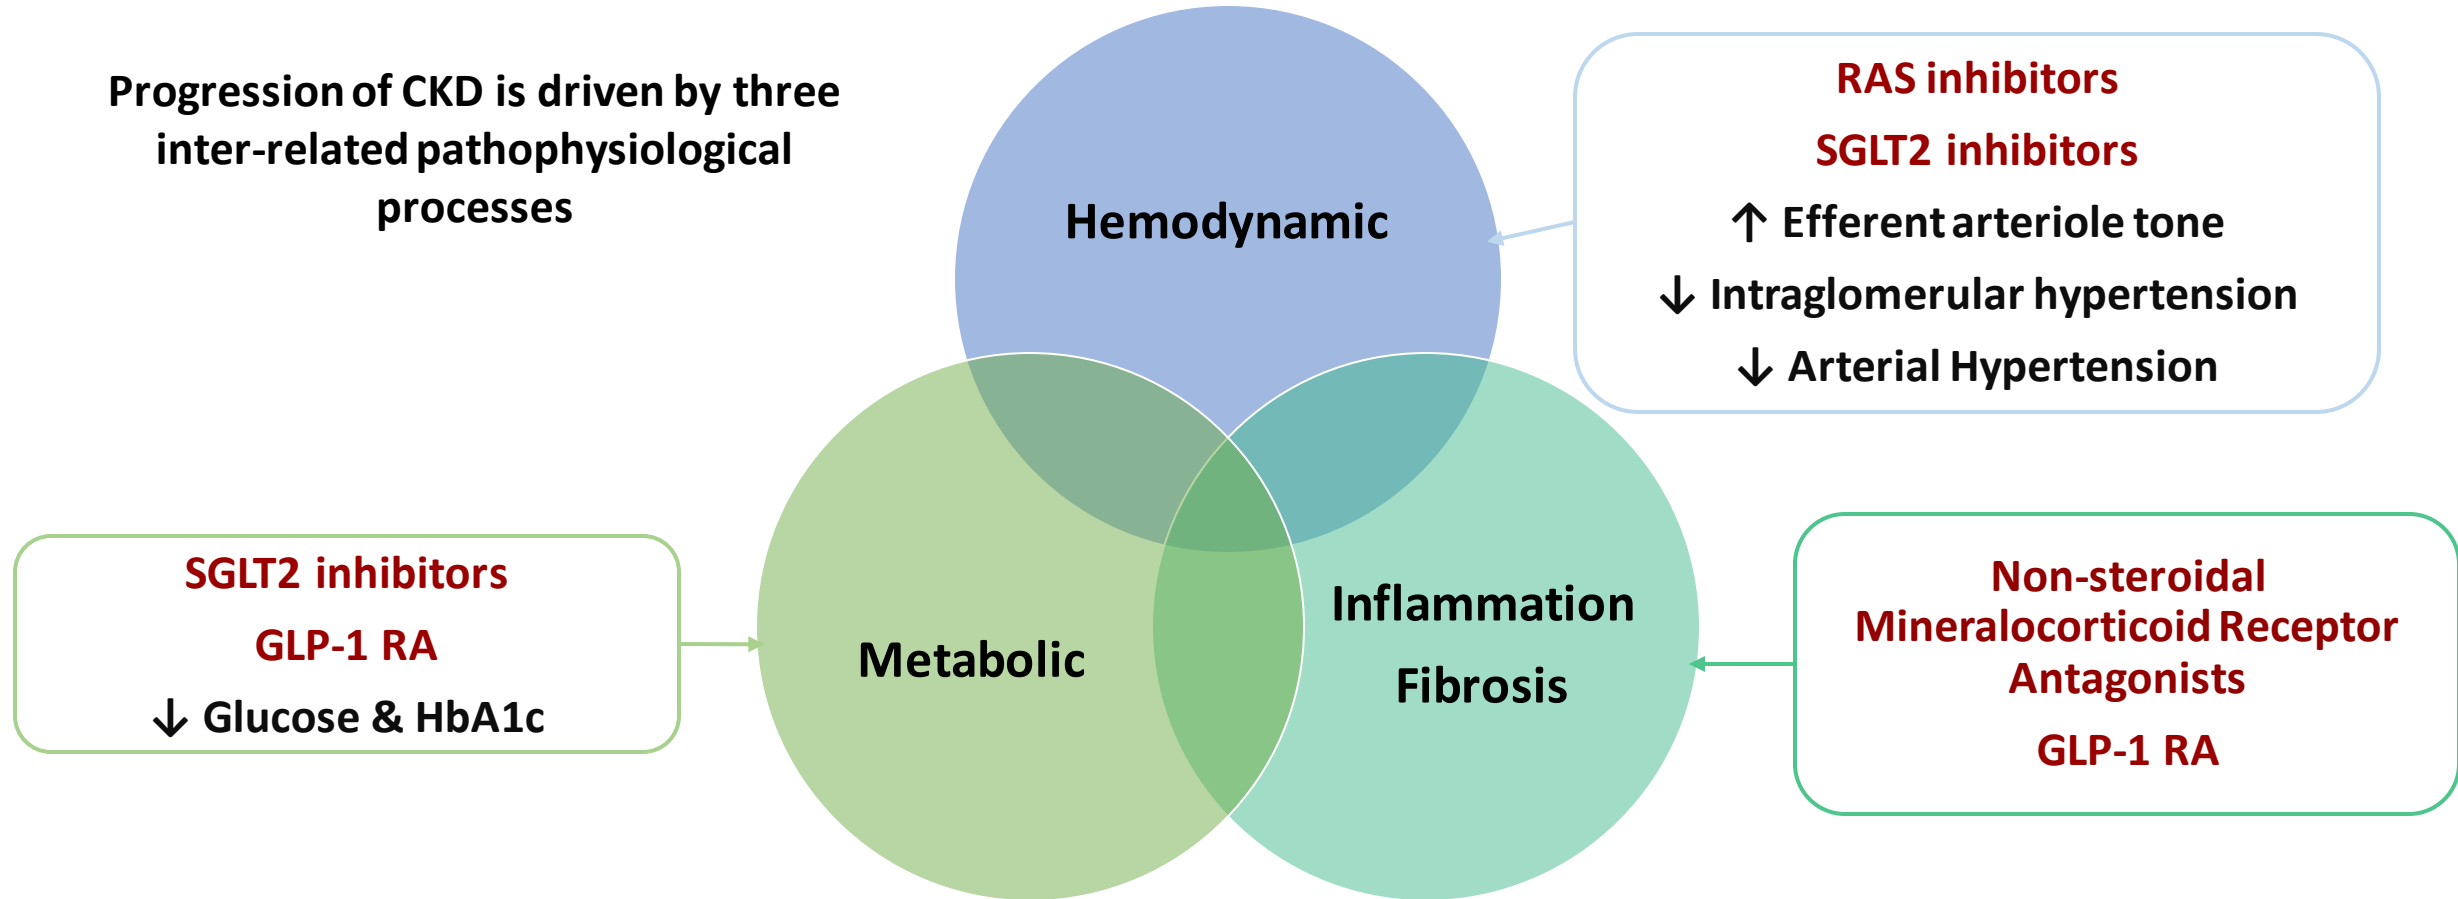 Progression of CKD is driven by three
inter-related pathophysiological
processes
Hemodynamic
RAS inhibitors
SGLT2 inhibitors
↑ Efferent arteriole tone
↓ Intraglomerular hypertension
↓ Arterial Hypertension
SGLT2 inhibitors
GLP-1 RA
↓ Glucose & HbA1c
Metabolic
Inflammation
Fibrosis
Non-steroidal
Mineralocorticoid Receptor
Antagonists
GLP-1 RA